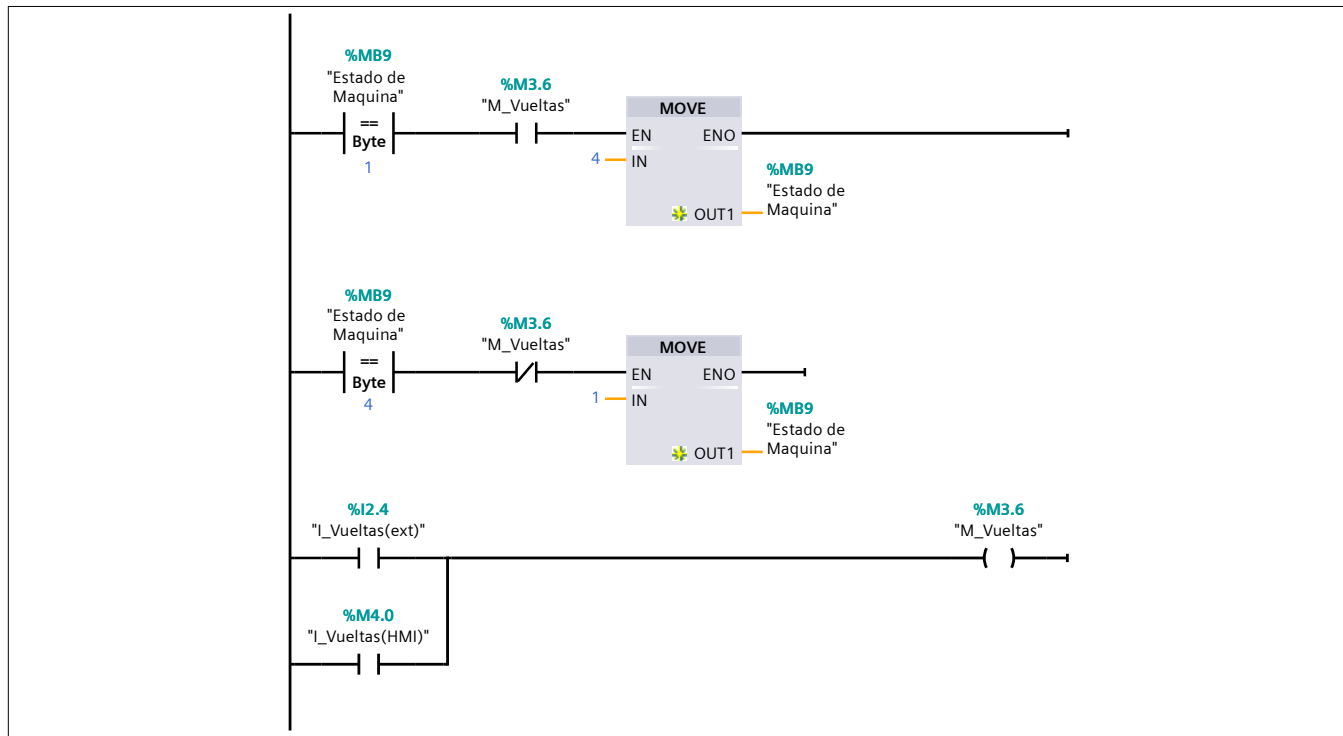 %MB9
"Estado de
Maquina"
==
Byte
1
%M3.6
"M_Vueltas"
MOVE
EN ENO
4 IN
OUT1
%MB9
"Estado de
Maquina"
%MB9
"Estado de
Maquina"
==
Byte
4
%M3.6
"M_Vueltas"
MOVE
EN ENO
1 IN
OUT1
%MB9
"Estado de
Maquina"
%I2.4
"I_Vueltas(ext)"
%M3.6
"M_Vueltas"
%M4.0
"I_Vueltas(HMI)"